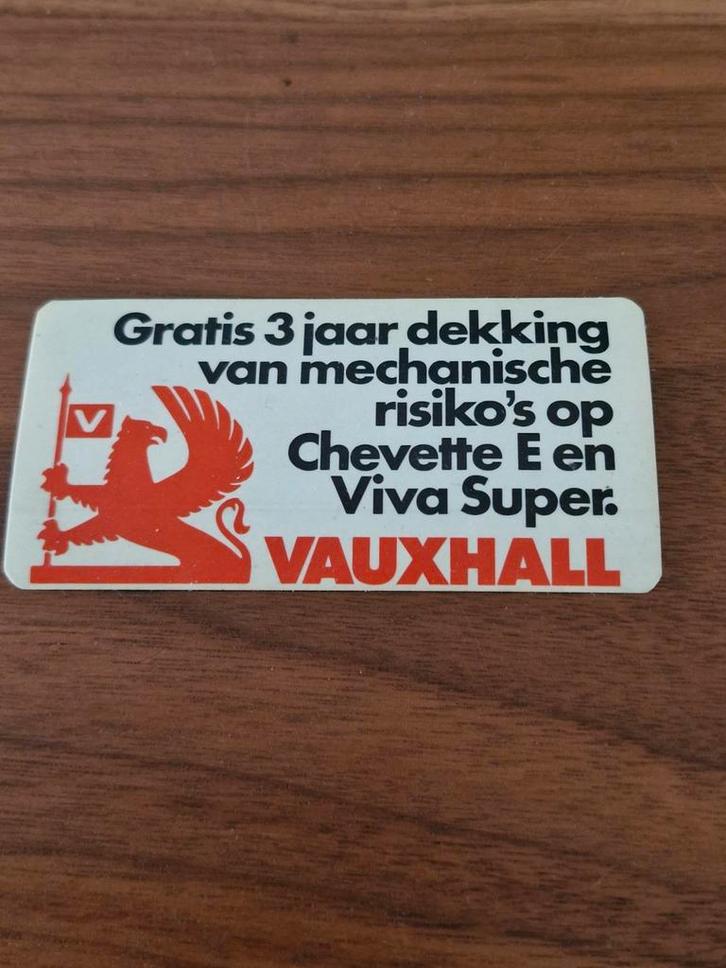 Gratis 3 jaar dekking
van mechanische
risiko's op
Chevette E en
Viva Super.
V
VAUXHALL